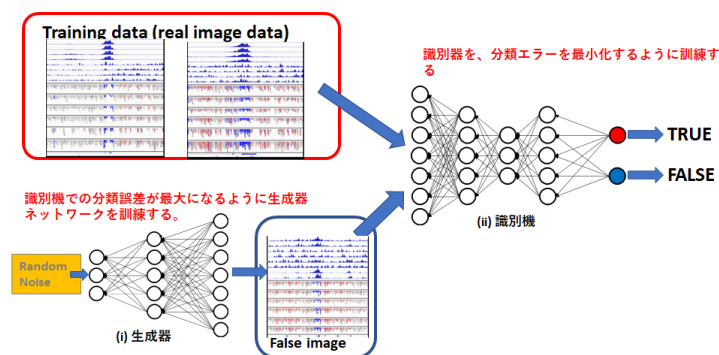 Training data (real image data)
識別器を、分類エラーを最小化するように訓練す
る
TRUE
FALSE
(ii) 識別機
識別機での分類誤差が最大になるように生成器
ネットワークを訓練する。
Random
Noise
(i) 生成器
False image